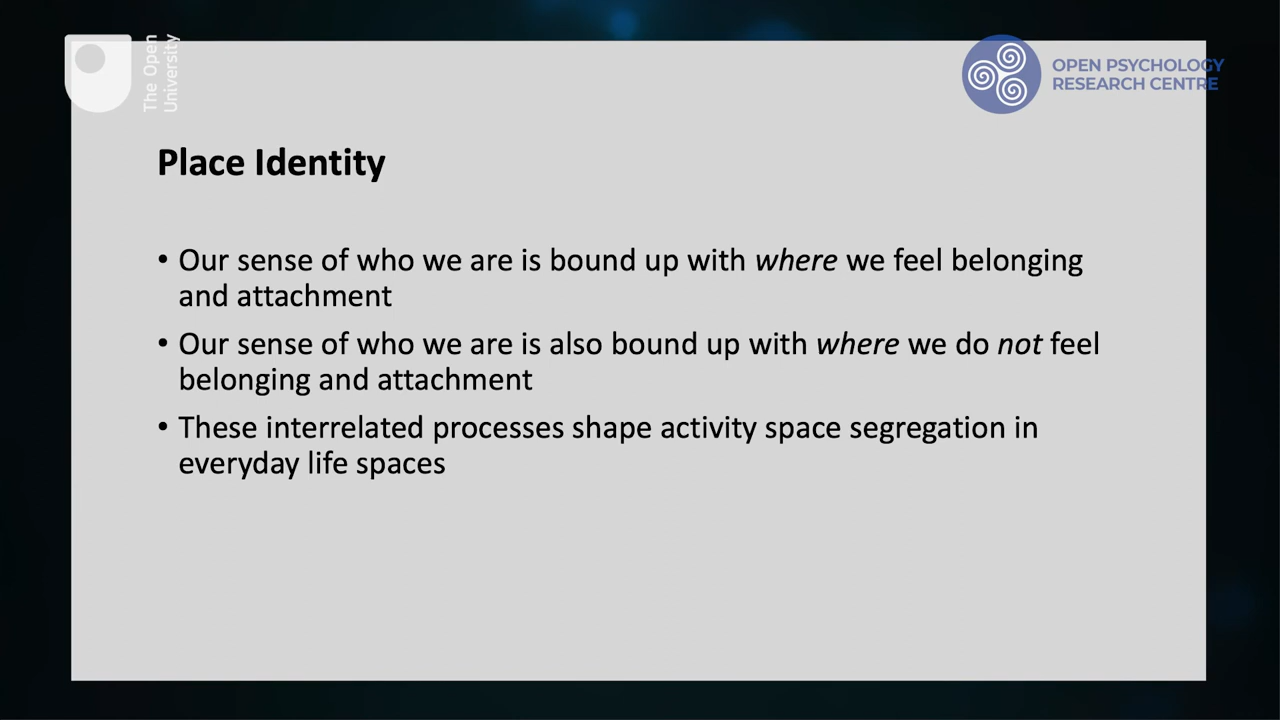 The Open
University
OPEN PSYCHOLOGY
RESEARCH CENTRE
Place Identity
• Our sense of who we are is bound up with where we feel belonging
and attachment
• Our sense of who we are is also bound up with where we do not feel
belonging and attachment
• These interrelated processes shape activity space segregation in
everyday life spaces